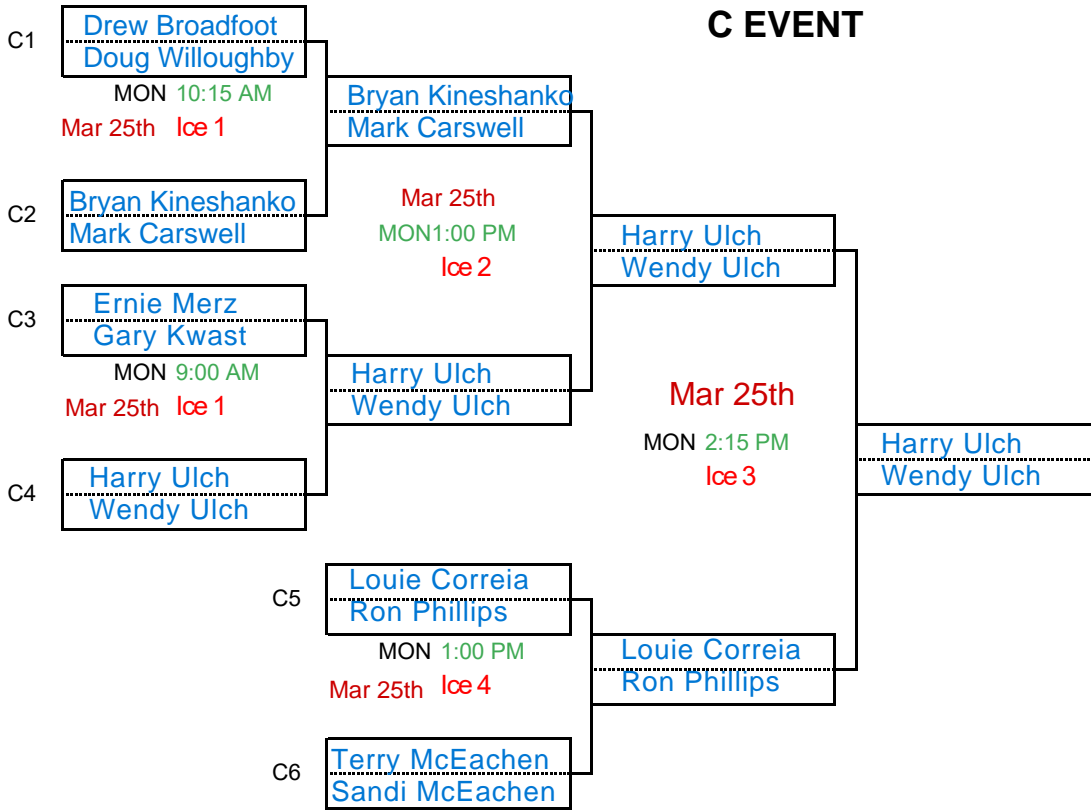 C EVENT
C1
Drew Broadfoot
Doug Willoughby
MON 10:15 AM
Mar 25th Ice 1
C2
Bryan Kineshanko
Mark Carswell
C3
Ernie Merz
Gary Kwast
MON 9:00 AM
Mar 25th Ice 1
C4
Harry Ulch
Wendy Ulch
Bryan Kineshanko
Mark Carswell
Mar 25th
MON1:00 PM
Ice 2
Harry Ulch
Wendy Ulch
C5
Louie Correia
Ron Phillips
MON 1:00 PM
Mar 25th Ice 4
C6
Terry McEachen
Sandi McEachen
Harry Ulch
Wendy Ulch
Mar 25th
MON 2:15 PM
Ice 3
Louie Correia
Ron Phillips
Harry Ulch
Wendy Ulch